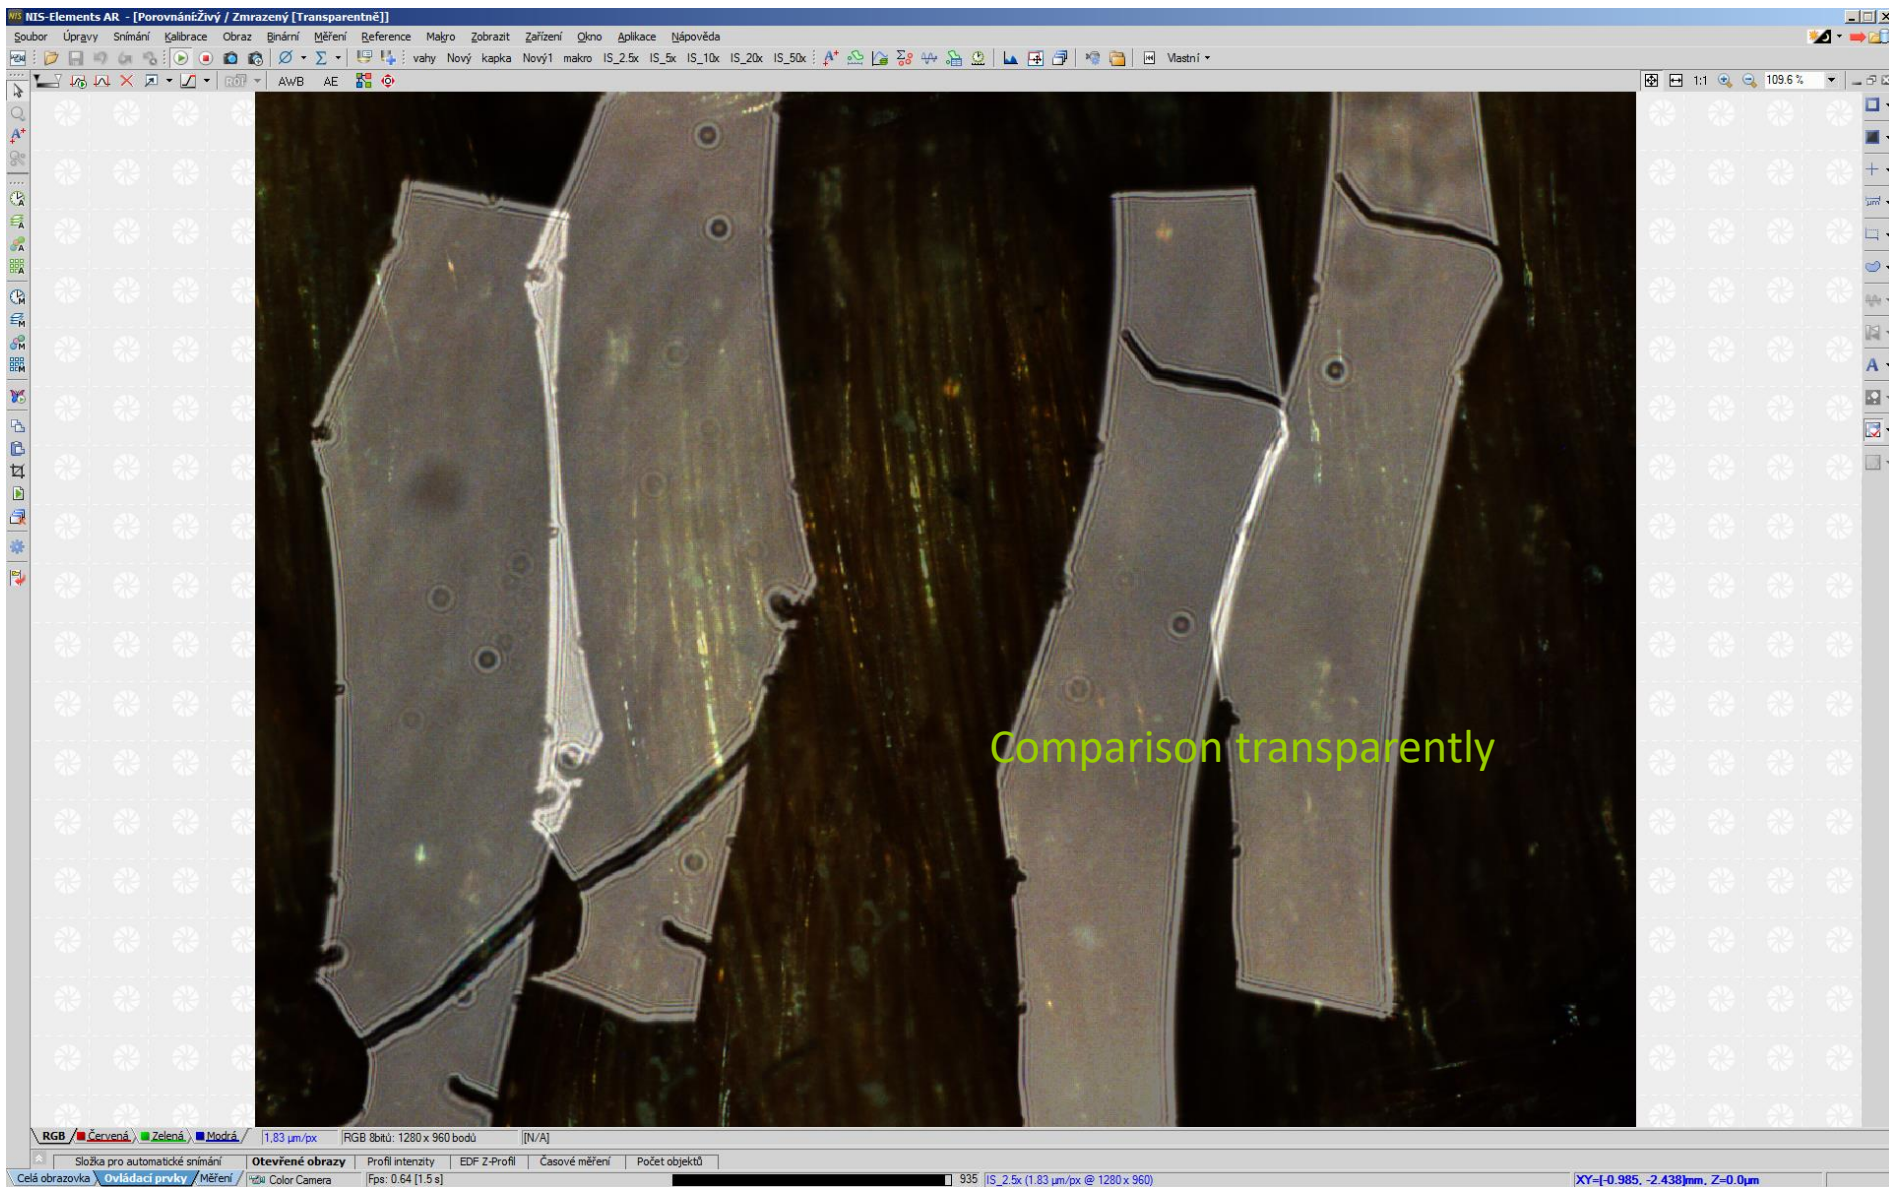 NIS-Elements AR - [Porovnání:Živý / Zmrazený [Transparentně]]
Soubor Úpravy Snímání Kalibrace Obraz Binární Měření Reference Makro Zobrazit Zařízení Okno Aplikace Nápověda
vahy Nový kapka Nový1 makro IS_2.5x IS_5x IS_10x IS_20x IS_50x Vlastní
ROI AWB AE 1:1 109.6 %
Comparison transparently
RGB Červená Zelená Modrá 1,83 µm/px RGB 8bitů: 1280 x 960 bodů [N/A]
Složka pro automatické snímání Otevřené obrazy Profil intenzity EDF Z-Profil Časové měření Počet objektů
Celá obrazovka Ovládací prvky Měření Color Camera Fps: 0.64 [1.5 s] 935 IS_2.5x (1.83 µm/px @ 1280 x 960) XY=[-0.985, -2.438]mm, Z=0.0µm